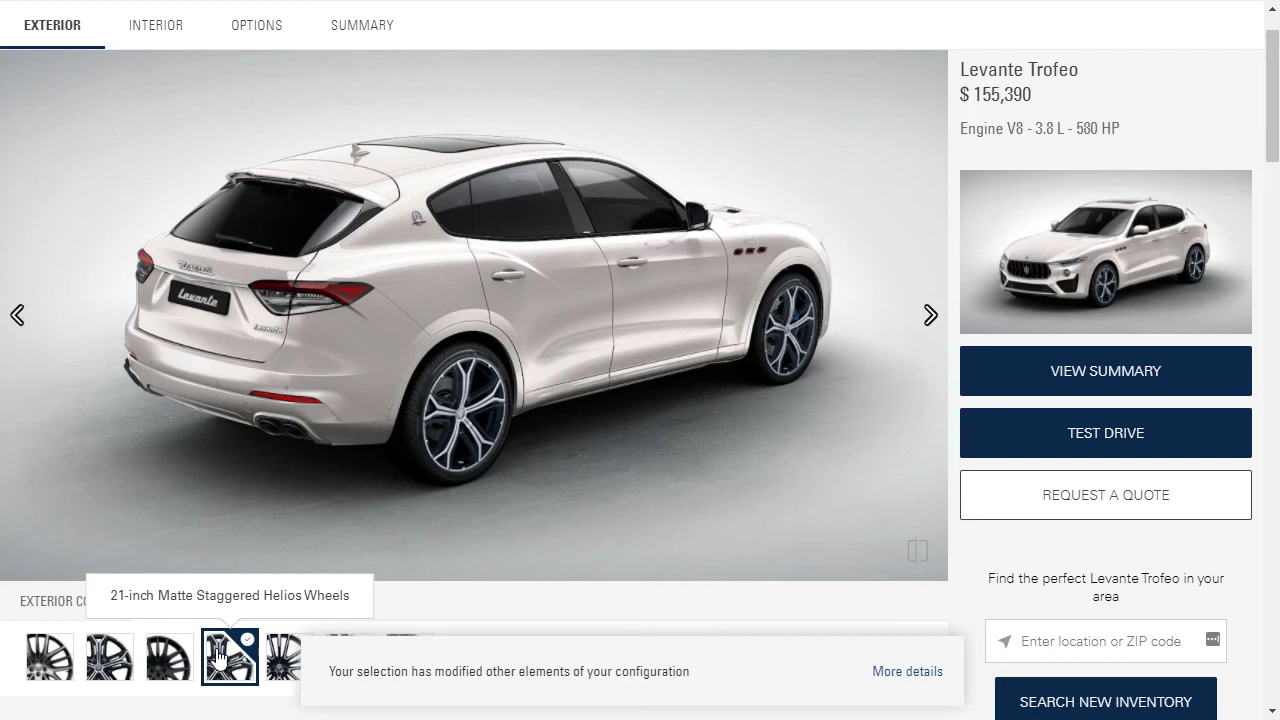 EXTERIOR
INTERIOR
OPTIONS
SUMMARY
Levante Trofeo
$ 155,390
Engine V8 - 3.8 L - 580 HP
Maserati
Levante
Levante
VIEW SUMMARY
TEST DRIVE
REQUEST A QUOTE
Find the perfect Levante Trofeo in your
area
Enter location or ZIP code
SEARCH NEW INVENTORY
21-inch Matte Staggered Helios Wheels
EXTERIOR CO
Your selection has modified other elements of your configuration
More details